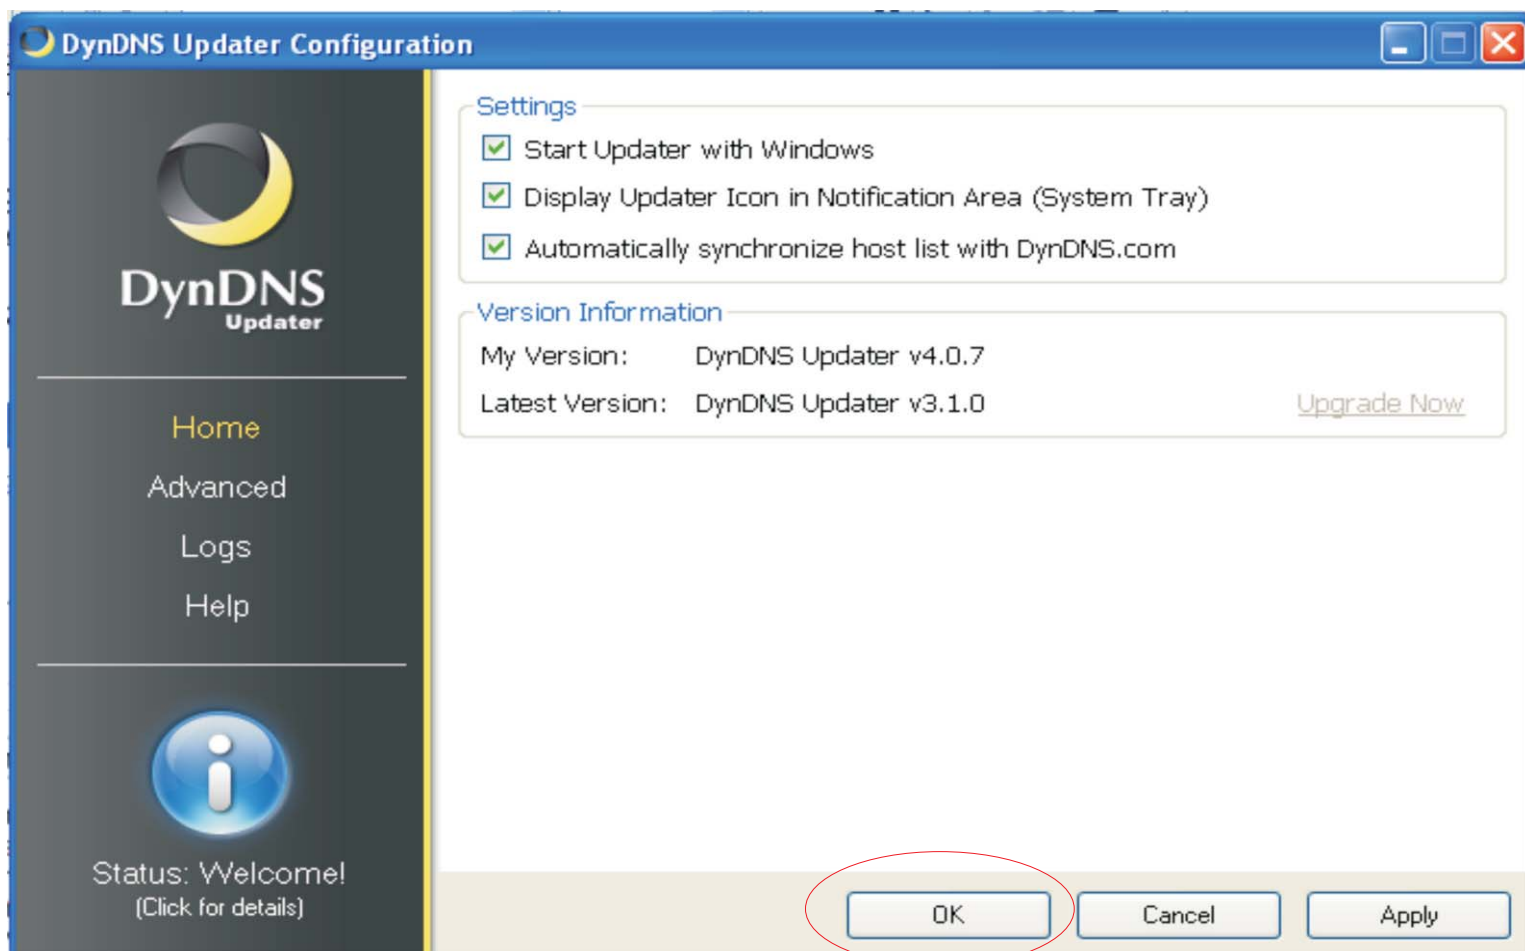 DynDNS Updater Configuration
DynDNS
Updater
Home
Advanced
Logs
Help
Status: Welcome!
(Click for details)
Settings
Start Updater with Windows
Display Updater Icon in Notification Area (System Tray)
Automatically synchronize host list with DynDNS.com
Version Information
My Version: DynDNS Updater v4.0.7
Latest Version: DynDNS Updater v3.1.0 Upgrade Now
OK Cancel Apply